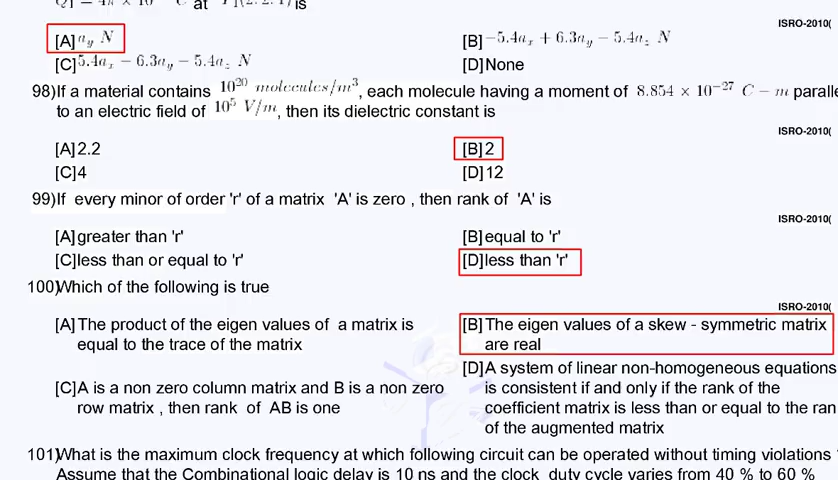 at is
ISRO-2010(
[A] a_y N
[B] −5.4a_x + 6.3a_y − 5.4a_z N
[C] 5.4a_x − 6.3a_y − 5.4a_z N
[D] None
98)If a material contains 10^20 molecules/m^3, each molecule having a moment of 8.854 × 10^−27 C − m paralle
to an electric field of 10^5 V/m, then its dielectric constant is
ISRO-2010(
[A] 2.2
[B] 2
[C] 4
[D] 12
99)If every minor of order 'r' of a matrix 'A' is zero , then rank of 'A' is
ISRO-2010(
[A] greater than 'r'
[B] equal to 'r'
[C] less than or equal to 'r'
[D] less than 'r'
100)Which of the following is true
ISRO-2010(
[A] The product of the eigen values of a matrix is
equal to the trace of the matrix
[B] The eigen values of a skew - symmetric matrix
are real
[C] A is a non zero column matrix and B is a non zero
row matrix , then rank of AB is one
[D] A system of linear non-homogeneous equations
is consistent if and only if the rank of the
coefficient matrix is less than or equal to the ran
of the augmented matrix
101)What is the maximum clock frequency at which following circuit can be operated without timing violations
Assume that the Combinational logic delay is 10 ns and the clock duty cycle varies from 40 % to 60 %